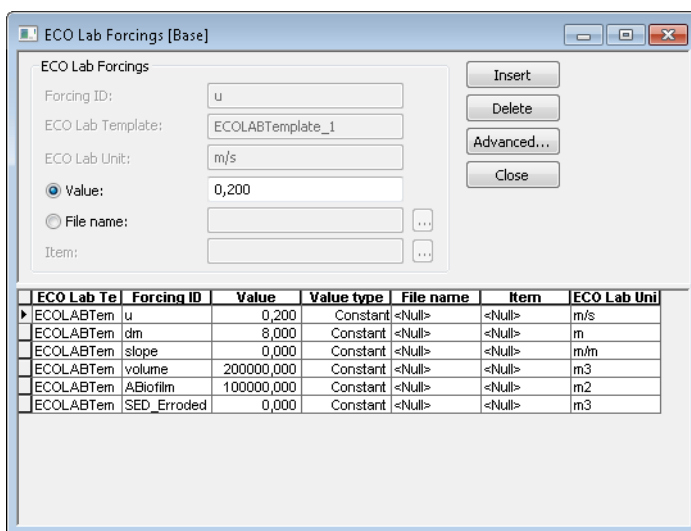 ECO Lab Forcings [Base]
ECO Lab Forcings
Forcing ID: u
ECO Lab Template: ECOLABTemplate_1
ECO Lab Unit: m/s
Value: 0,200
File name: ...
Item: ...
Insert
Delete
Advanced...
Close
ECO Lab Te Forcing ID Value Value type File name Item ECO Lab Uni
ECOLABTem u 0,200 Constant <Null> <Null> m/s
ECOLABTem dm 8,000 Constant <Null> <Null> m
ECOLABTem slope 0,000 Constant <Null> <Null> m/m
ECOLABTem volume 200000,000 Constant <Null> <Null> m3
ECOLABTem ABiofilm 100000,000 Constant <Null> <Null> m2
ECOLABTem SED_Erroded 0,000 Constant <Null> <Null> m3